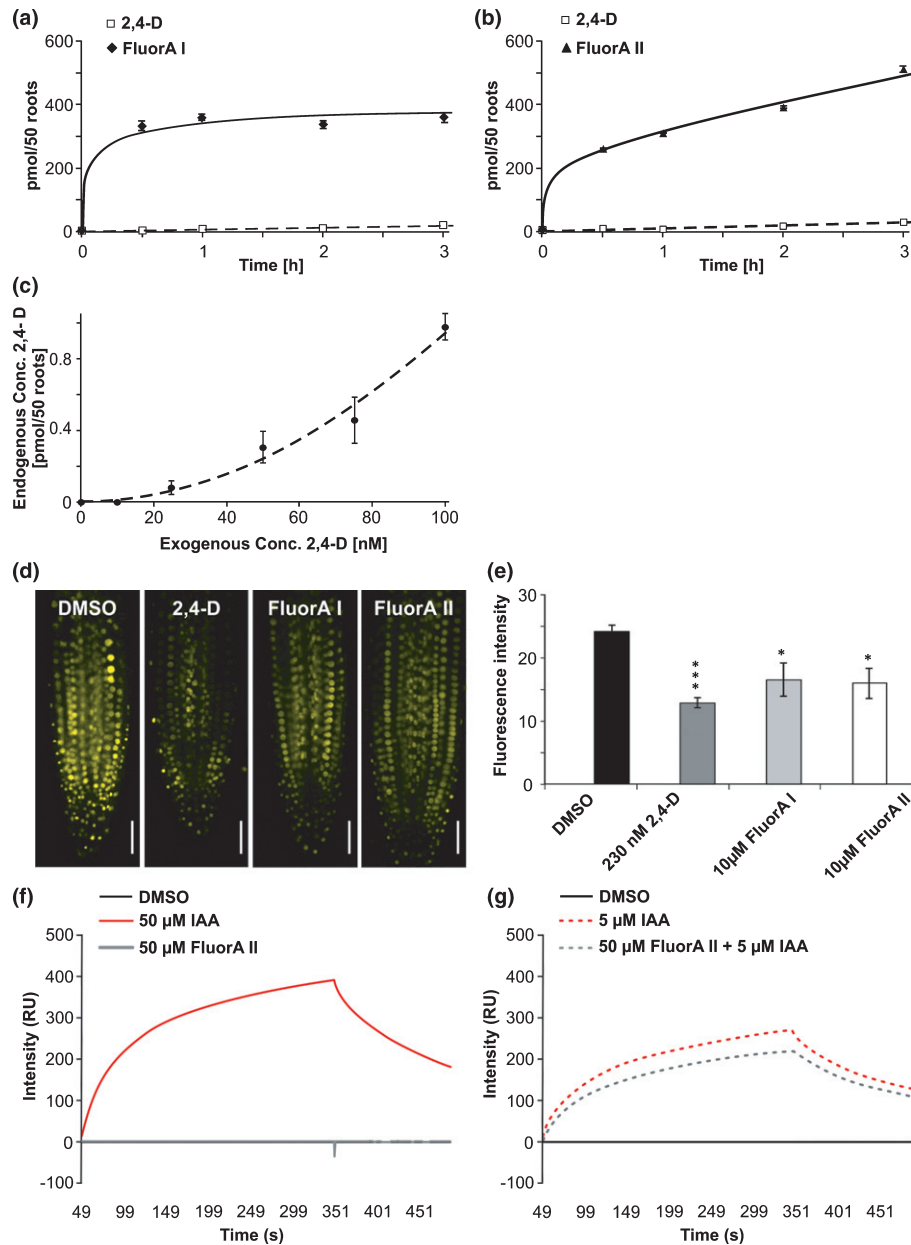 (a)
2,4-D
FluorA I
600
400
200
0
pmol/50 roots
0 1 2 3
Time [h]
(b)
2,4-D
FluorA II
600
400
200
0
pmol/50 roots
0 1 2 3
Time [h]
(c)
Endogenous Conc. 2,4- D
[pmol/50 roots]
0.8
0.4
0
0 20 40 60 80 100
Exogenous Conc. 2,4-D [nM]
(d)
DMSO 2,4-D FluorA I FluorA II
(e)
Fluorescence intensity
30
20
10
0
***
*
*
DMSO
230 nM 2,4-D
10µM FluorA I
10µM FluorA II
(f)
DMSO
50 µM IAA
50 µM FluorA II
500
400
300
200
100
0
-100
Intensity (RU)
49 99 149 199 249 299 351 401 451
Time (s)
(g)
DMSO
5 µM IAA
50 µM FluorA II + 5 µM IAA
500
400
300
200
100
0
-100
Intensity (RU)
49 99 149 199 249 299 351 401 451
Time (s)